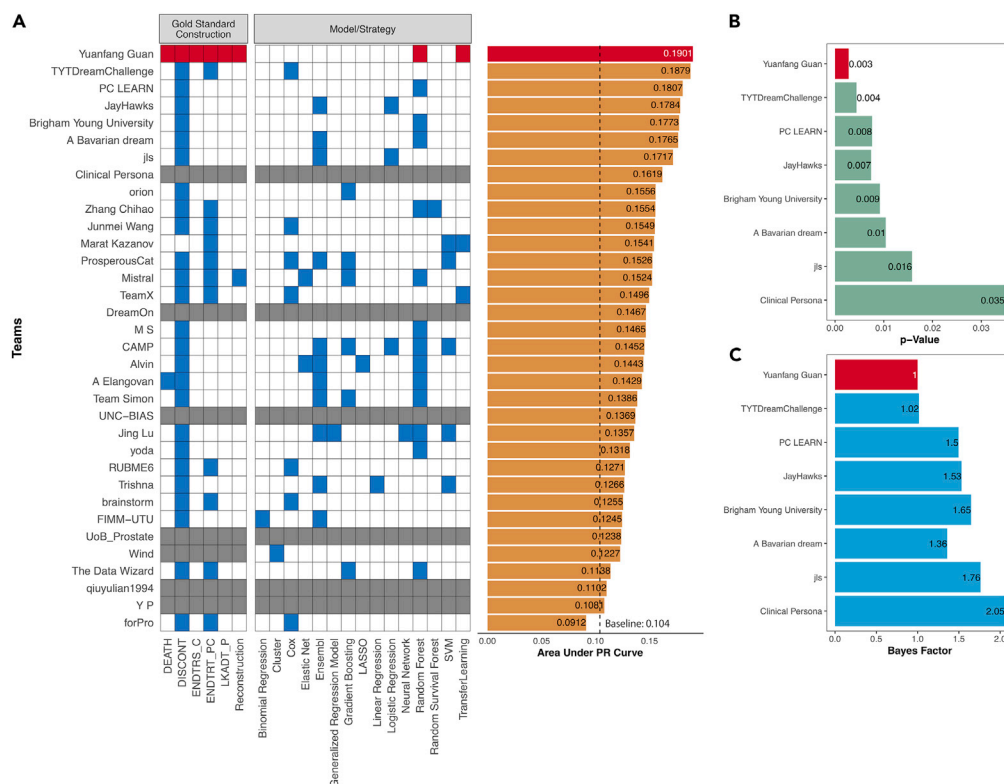 A
Gold Standard
Construction
Model/Strategy
Teams
Yuanfang Guan
TYTDreamChallenge
PC LEARN
JayHawks
Brigham Young University
A Bavarian dream
jls
Clinical Persona
orion
Zhang Chihao
Junmei Wang
Marat Kazanov
ProsperousCat
Mistral
TeamX
DreamOn
M S
CAMP
Alvin
A Elangovan
Team Simon
UNC−BIAS
Jing Lu
yoda
RUBME6
Trishna
brainstorm
FIMM−UTU
UoB_Prostate
Wind
The Data Wizard
qiuyulian1994
Y P
forPro
DEATH
DISCONT
ENDTRS_C
ENDTRT_PC
LKADT_P
Reconstruction
Binomial Regression
Cluster
Cox
Elastic Net
Ensembl
Generalized Regression Model
Gradient Boosting
LASSO
Linear Regression
Logistic Regression
Neural Network
Random Forest
Random Survival Forest
SVM
TransferLearning
0.1901
0.1879
0.1807
0.1784
0.1773
0.1765
0.1717
0.1619
0.1556
0.1554
0.1549
0.1541
0.1526
0.1524
0.1496
0.1467
0.1465
0.1452
0.1443
0.1429
0.1386
0.1369
0.1357
0.1318
0.1271
0.1266
0.1255
0.1245
0.1238
0.1227
0.1138
0.1102
0.1081
0.0912
Baseline: 0.104
0.00 0.05 0.10 0.15
Area Under PR Curve
B
Yuanfang Guan 0.003
TYTDreamChallenge 0.004
PC LEARN 0.008
JayHawks 0.007
Brigham Young University 0.009
A Bavarian dream 0.01
jls 0.016
Clinical Persona 0.035
0.00 0.01 0.02 0.03
p−Value
C
Yuanfang Guan 1
TYTDreamChallenge 1.02
PC LEARN 1.5
JayHawks 1.53
Brigham Young University 1.65
A Bavarian dream 1.36
jls 1.76
Clinical Persona 2.05
0.0 0.5 1.0 1.5 2.0
Bayes Factor